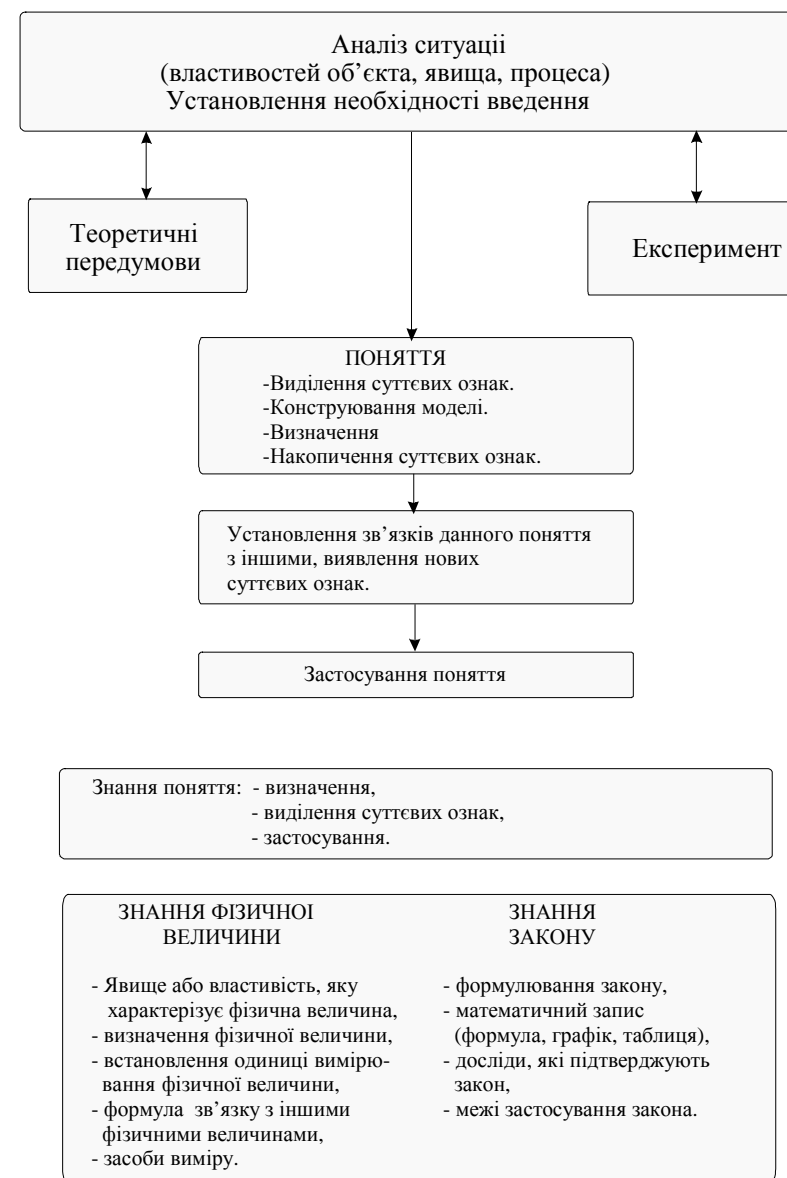 Аналіз ситуаціі
(властивостей об’єкта, явища, процеса)
Установлення необхідності введення
Теоретичні
передумови
Експеримент
ПОНЯТТЯ
-Виділення суттєвих ознак.
-Конструювання моделі.
-Визначення
-Накопичення суттєвих ознак.
Установлення зв’язків данного поняття
з іншими, виявлення нових
суттєвих ознак.
Застосування поняття
Знання поняття: - визначення,
- виділення суттєвих ознак,
- застосування.
ЗНАННЯ ФІЗИЧНОІ
ВЕЛИЧИНИ
- Явище або властивість, яку
характерізує фізична величина,
- визначення фізичної величини,
- встановлення одиниці вимірю-
вання фізичної величини,
- формула зв’язку з іншими
фізичними величинами,
- засоби виміру.
ЗНАННЯ
ЗАКОНУ
- формулювання закону,
- математичний запис
(формула, графік, таблиця),
- досліди, які підтверджують
закон,
- межі застосування закона.